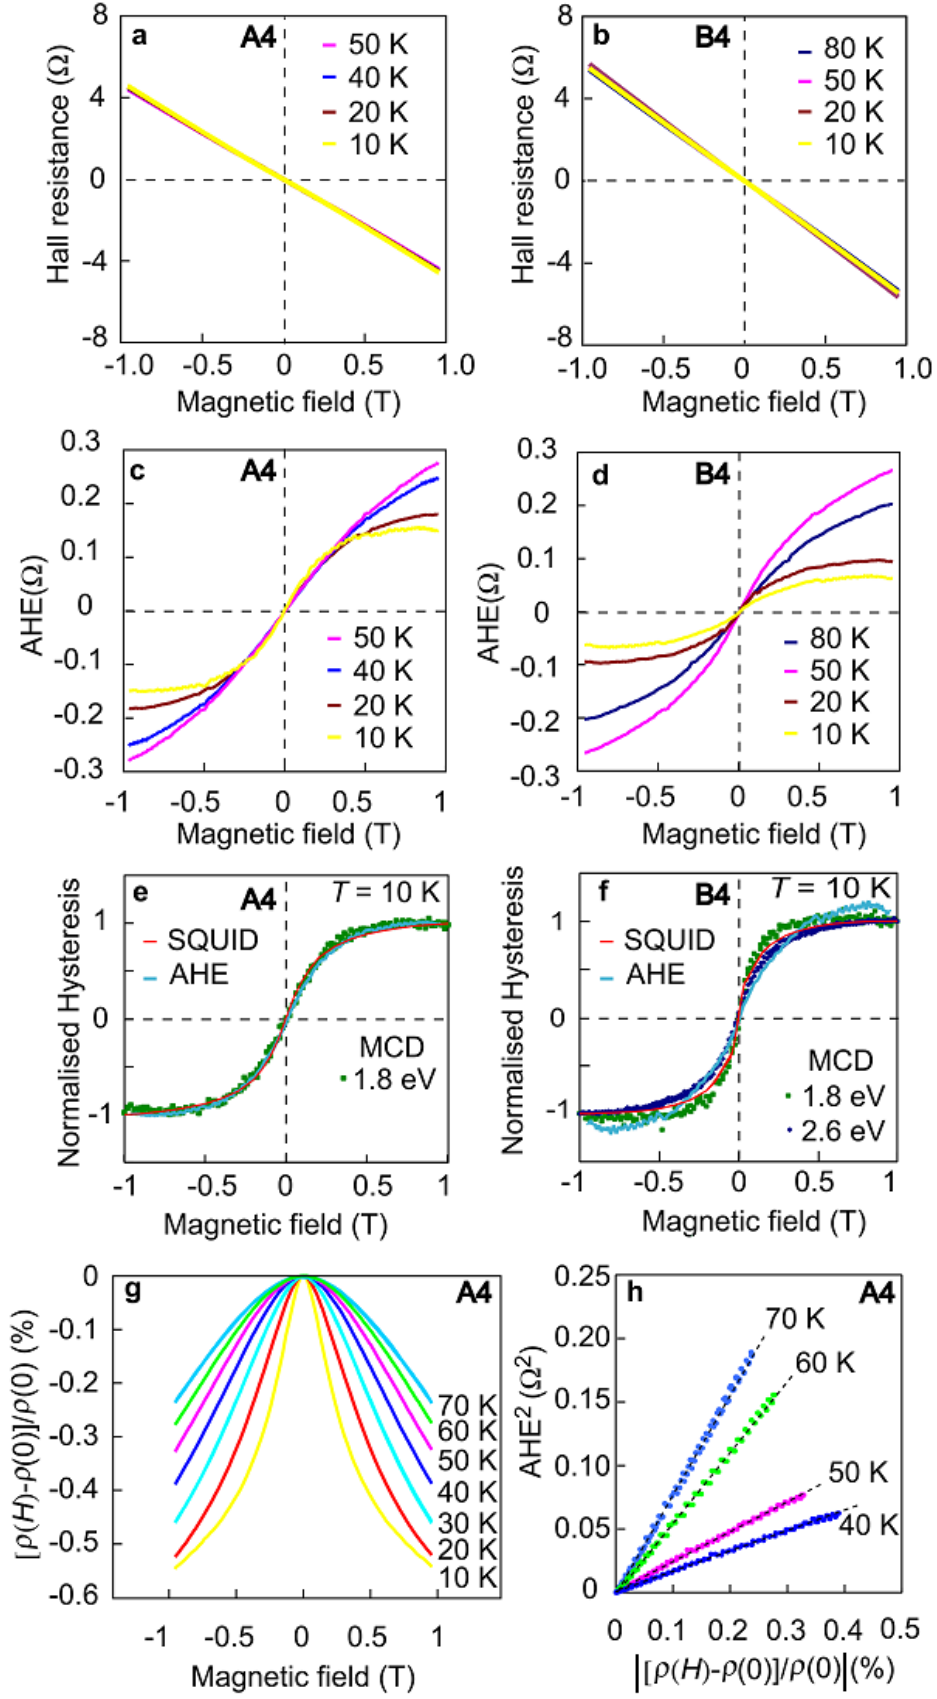 a A4
50 K
40 K
20 K
10 K
8
4
0
-4
-8
Hall resistance (Ω)
-1.0 -0.5 0 0.5 1.0
Magnetic field (T)
b B4
80 K
50 K
20 K
10 K
8
4
0
-4
-8
Hall resistance (Ω)
-1.0 -0.5 0 0.5 1.0
Magnetic field (T)
c A4
0.3
0.2
0.1
0
-0.1
-0.2
-0.3
AHE(Ω)
50 K
40 K
20 K
10 K
-1 -0.5 0 0.5 1
Magnetic field (T)
d B4
0.3
0.2
0.1
0
-0.1
-0.2
-0.3
AHE(Ω)
80 K
50 K
20 K
10 K
-1 -0.5 0 0.5 1
Magnetic field (T)
e A4 T = 10 K
SQUID
AHE
MCD
1.8 eV
1
0
-1
Normalised Hysteresis
-1 -0.5 0 0.5 1
Magnetic field (T)
f B4 T = 10 K
SQUID
AHE
MCD
1.8 eV
2.6 eV
1
0
-1
Normalised Hysteresis
-1 -0.5 0 0.5 1
Magnetic field (T)
g A4
0
-0.1
-0.2
-0.3
-0.4
-0.5
-0.6
[ρ(H)-ρ(0)]/ρ(0) (%)
70 K
60 K
50 K
40 K
30 K
20 K
10 K
-1 -0.5 0 0.5 1
Magnetic field (T)
h A4
0.25
0.20
0.15
0.10
0.05
0
AHE² (Ω²)
70 K
60 K
50 K
40 K
0 0.1 0.2 0.3 0.4 0.5
|[ρ(H)-ρ(0)]/ρ(0)|(%)